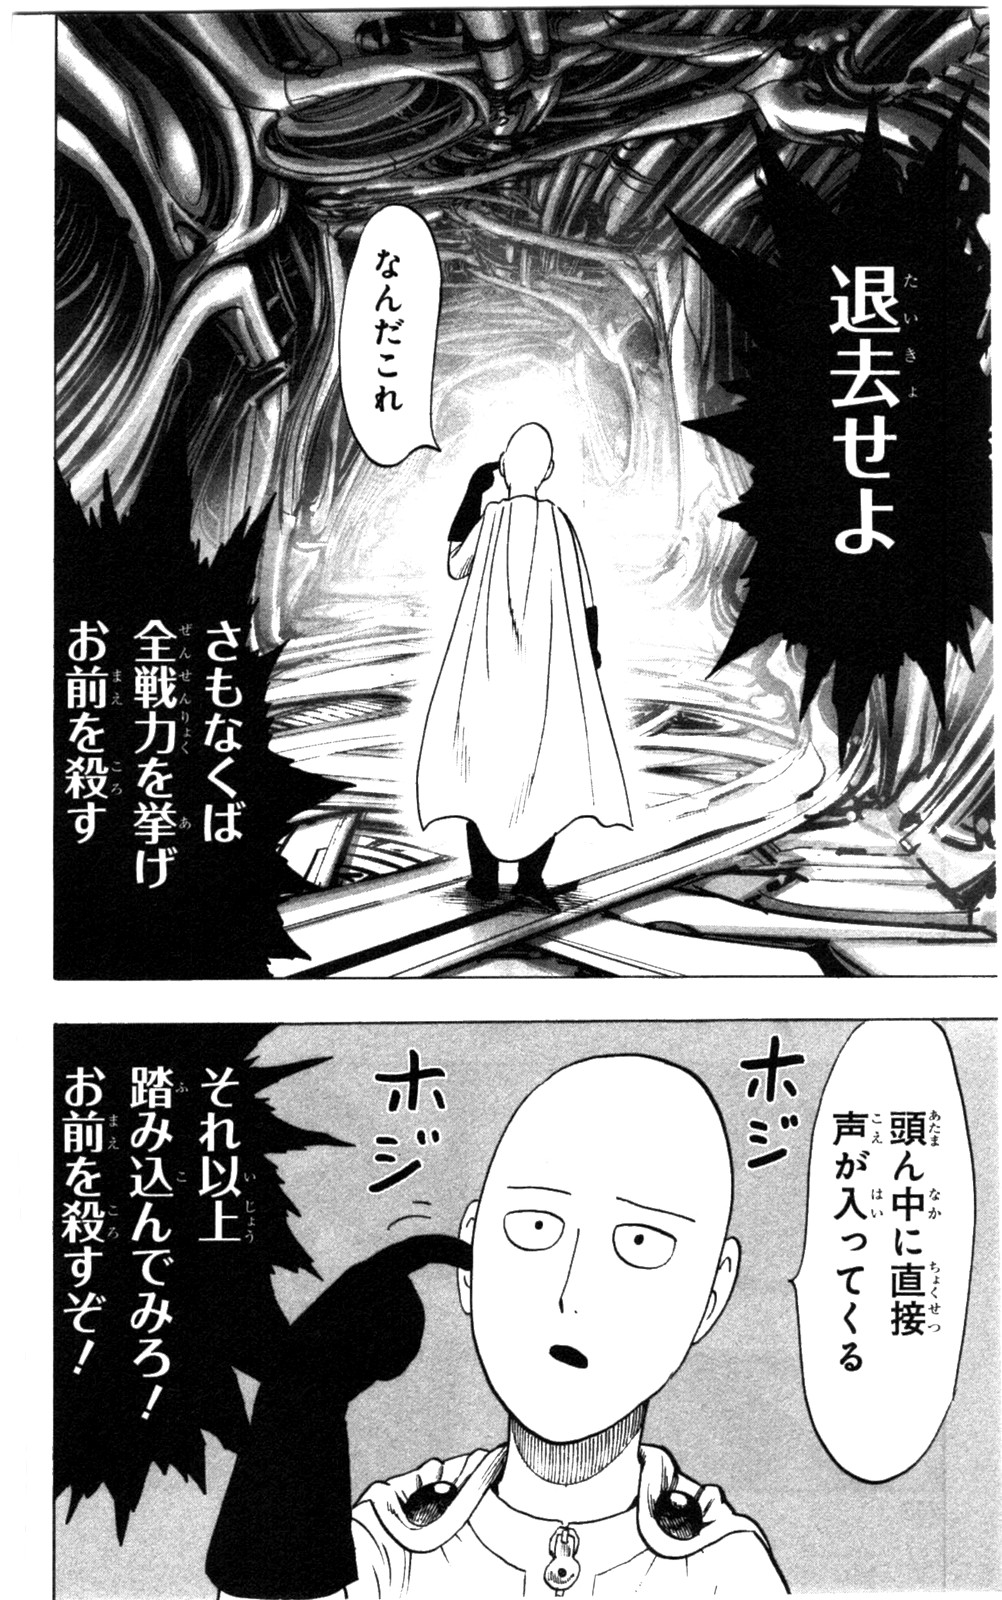 退去せよ
なんだこれ
さもなくば
全戦力を挙げ
お前を殺す
頭ん中に直接
声が入ってくる
ホジ
ホジ
それ以上
踏み込んでみろ!
お前を殺すぞ!